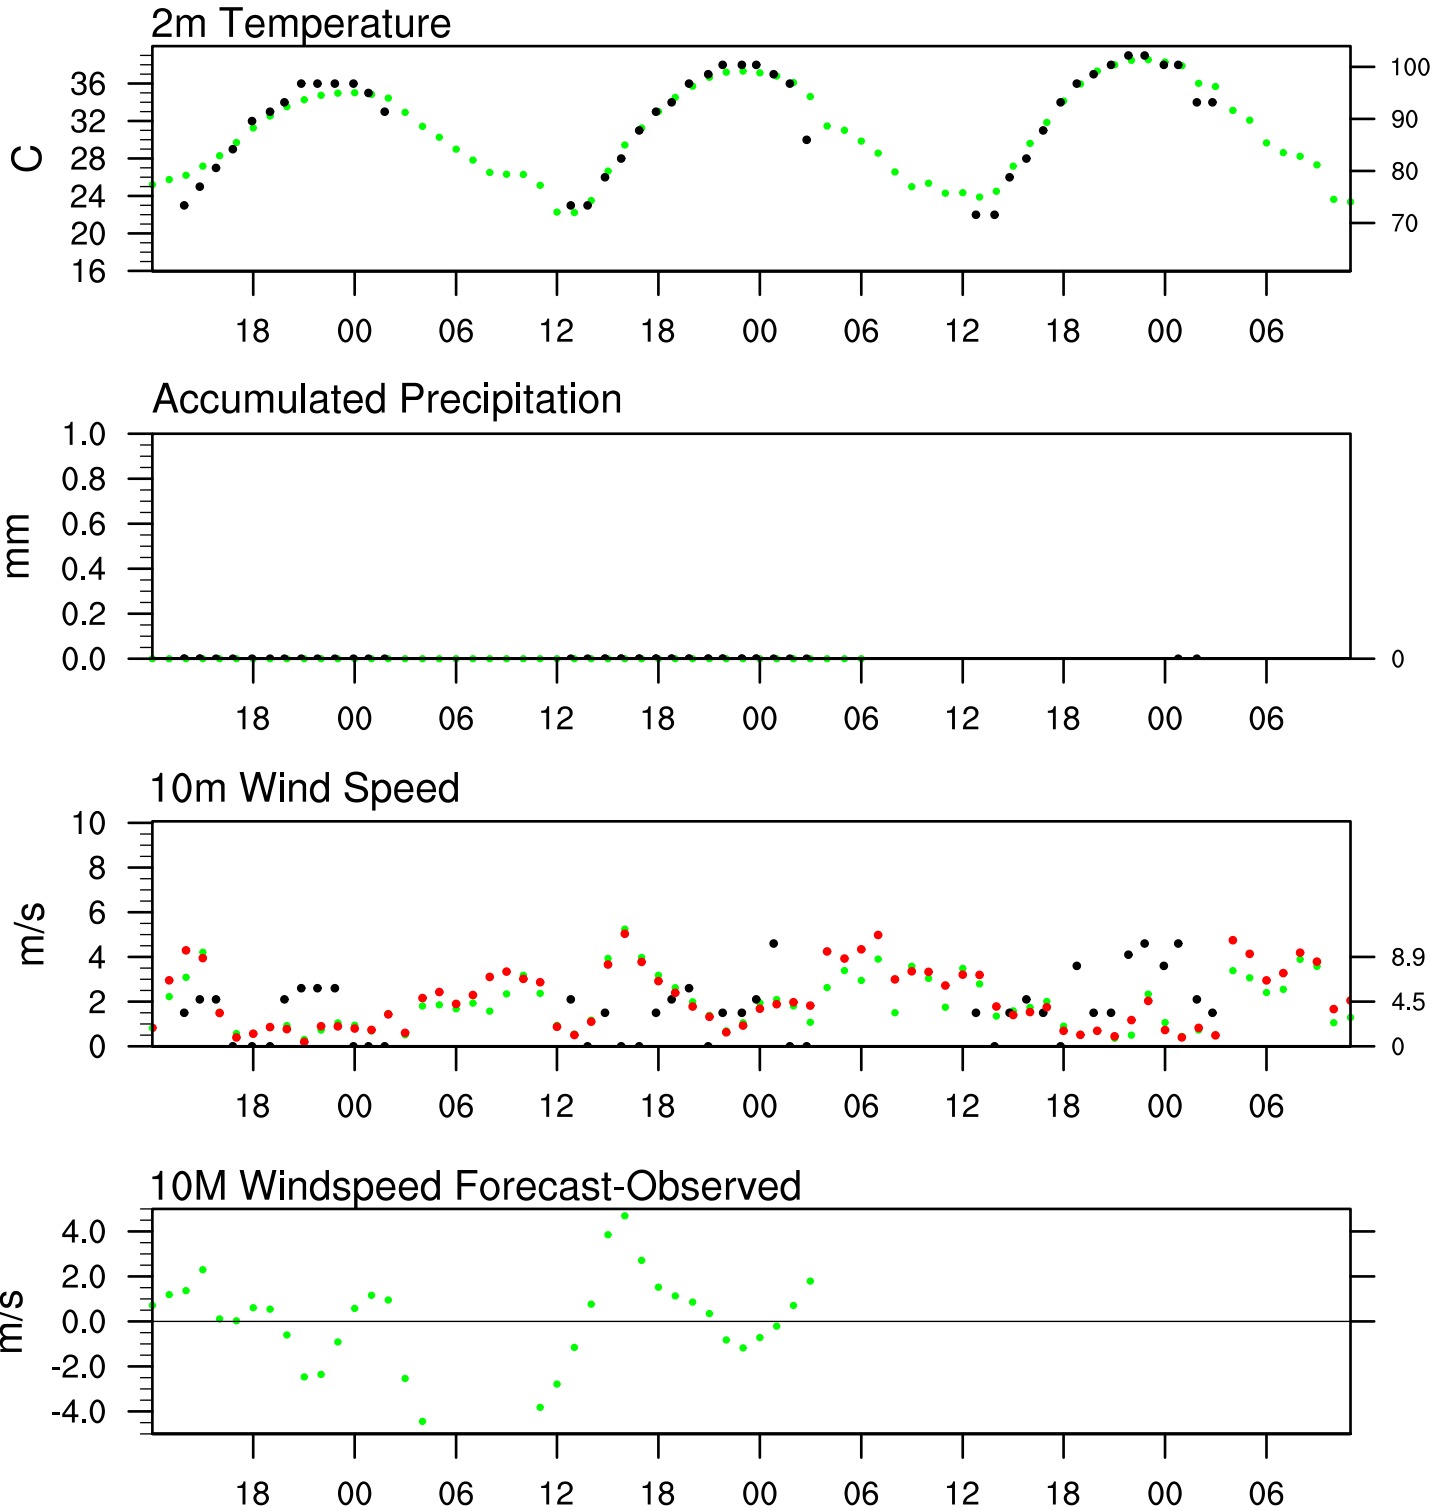 2m Temperature
C
36
32
28
24
20
16
100
90
80
70
18 00 06 12 18 00 06 12 18 00 06
Accumulated Precipitation
mm
1.0
0.8
0.6
0.4
0.2
0.0
0
18 00 06 12 18 00 06 12 18 00 06
10m Wind Speed
m/s
10
8
6
4
2
0
8.9
4.5
0
18 00 06 12 18 00 06 12 18 00 06
10M Windspeed Forecast-Observed
m/s
4.0
2.0
0.0
-2.0
-4.0
18 00 06 12 18 00 06 12 18 00 06